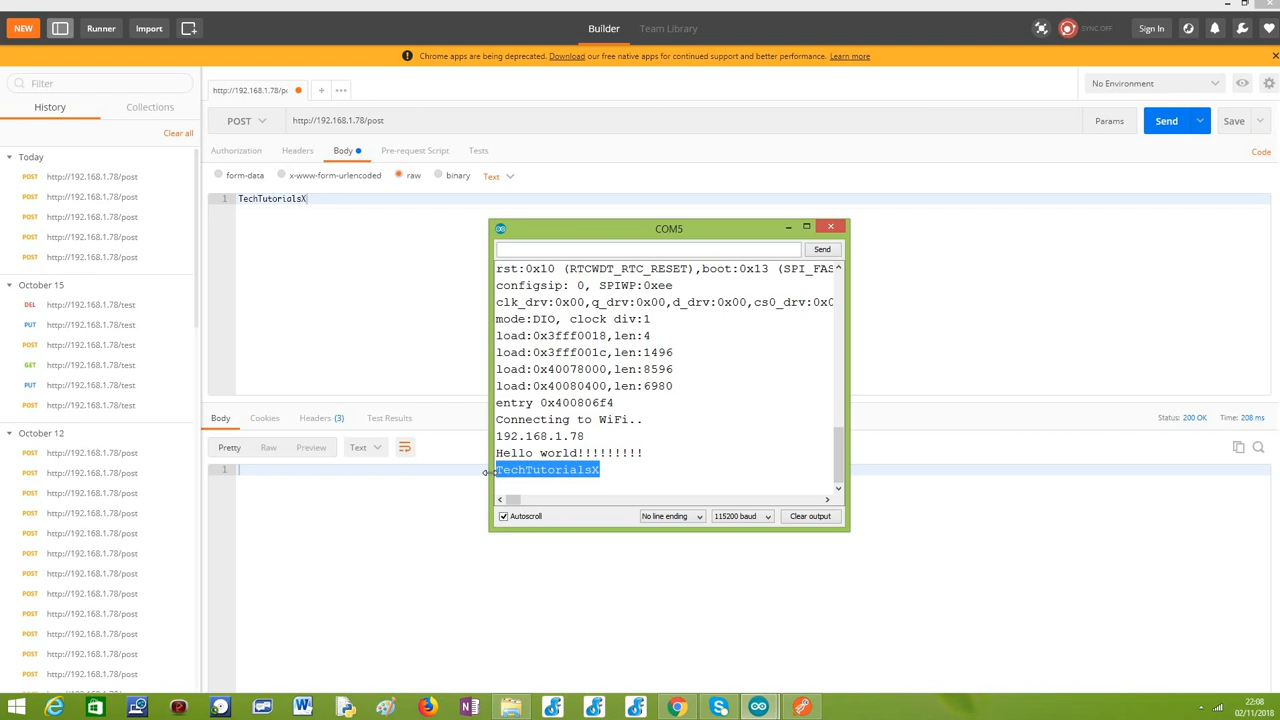 NEW
Runner
Import
Builder
Team Library
SYNC OFF
Sign In
Chrome apps are being deprecated. Download our free native apps for continued support and better performance. Learn more
Filter
History
Collections
Clear all
Today
POST http://192.168.1.78/post
POST http://192.168.1.78/post
POST http://192.168.1.78/post
POST http://192.168.1.78/post
POST http://192.168.1.78/post
October 15
DEL http://192.168.1.78/test
PUT http://192.168.1.78/test
POST http://192.168.1.78/test
GET http://192.168.1.78/test
PUT http://192.168.1.78/test
POST http://192.168.1.78/test
October 12
POST http://192.168.1.78/post
POST http://192.168.1.78/post
POST http://192.168.1.78/post
POST http://192.168.1.78/post
POST http://192.168.1.78/post
POST http://192.168.1.78/post
POST http://192.168.1.78/post
POST http://192.168.1.78/post
POST http://192.168.1.78/post
POST http://192.168.1.78/post
POST http://192.168.1.78/post
http://192.168.1.78/p
No Environment
POST
http://192.168.1.78/post
Params
Send
Save
Authorization
Headers
Body
Pre-request Script
Tests
Code
form-data
x-www-form-urlencoded
raw
binary
Text
1 TechTutorialsX
Body
Cookies
Headers (3)
Test Results
Status: 200 OK
Time: 208 ms
Pretty
Raw
Preview
Text
1
COM5
Send
rst:0x10 (RTCWDT_RTC_RESET),boot:0x13 (SPI_FAS
configsip: 0, SPIWP:0xee
clk_drv:0x00,q_drv:0x00,d_drv:0x00,cs0_drv:0x0
mode:DIO, clock div:1
load:0x3fff0018,len:4
load:0x3fff001c,len:1496
load:0x40078000,len:8596
load:0x40080400,len:6980
entry 0x400806f4
Connecting to WiFi..
192.168.1.78
Hello world!!!!!!!!!
TechTutorialsX
Autoscroll
No line ending
115200 baud
Clear output
22:08
02/11/2018